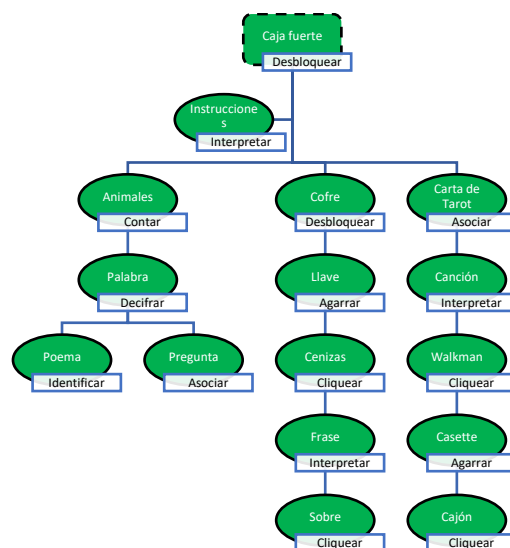 Caja fuerte
Desbloquear
Instruccione
s
Interpretar
Animales
Contar
Cofre
Desbloquear
Carta de
Tarot
Asociar
Palabra
Decifrar
Llave
Agarrar
Canción
Interpretar
Poema
Identificar
Pregunta
Asociar
Cenizas
Cliquear
Walkman
Cliquear
Frase
Interpretar
Casette
Agarrar
Sobre
Cliquear
Cajón
Cliquear